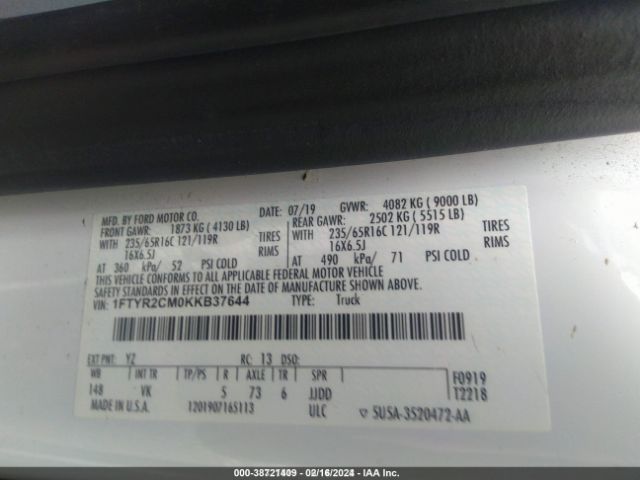 MFD. BY FORD MOTOR CO. DATE: 07/19 GVWR: 4082 KG ( 9000 LB)
FRONT GAWR: 1873 KG ( 4130 LB) REAR GAWR: 2502 KG ( 5515 LB)
WITH 235/65R16C 121/119R TIRES WITH 235/65R16C 121/119R TIRES
16X6.5J RIMS 16X6.5J RIMS
AT 360 kPa/ 52 PSI COLD AT 490 kPa/ 71 PSI COLD
THIS VEHICLE CONFORMS TO ALL APPLICABLE FEDERAL MOTOR VEHICLE
SAFETY STANDARDS IN EFFECT ON THE DATE OF MANUFACTURE SHOWN ABOVE.
VIN: 1FTYR2CM0KKB37644 TYPE: Truck
EXT PNT: YZ RC: 13 DSO:
WB INT TR TP/PS R AXLE TR SPR F0919
148 VK 5 73 6 JJDD T2218
MADE IN U.S.A. 1201907165113 ULC 5U5A-3520472-AA
02/16/2024 - IAA Inc.